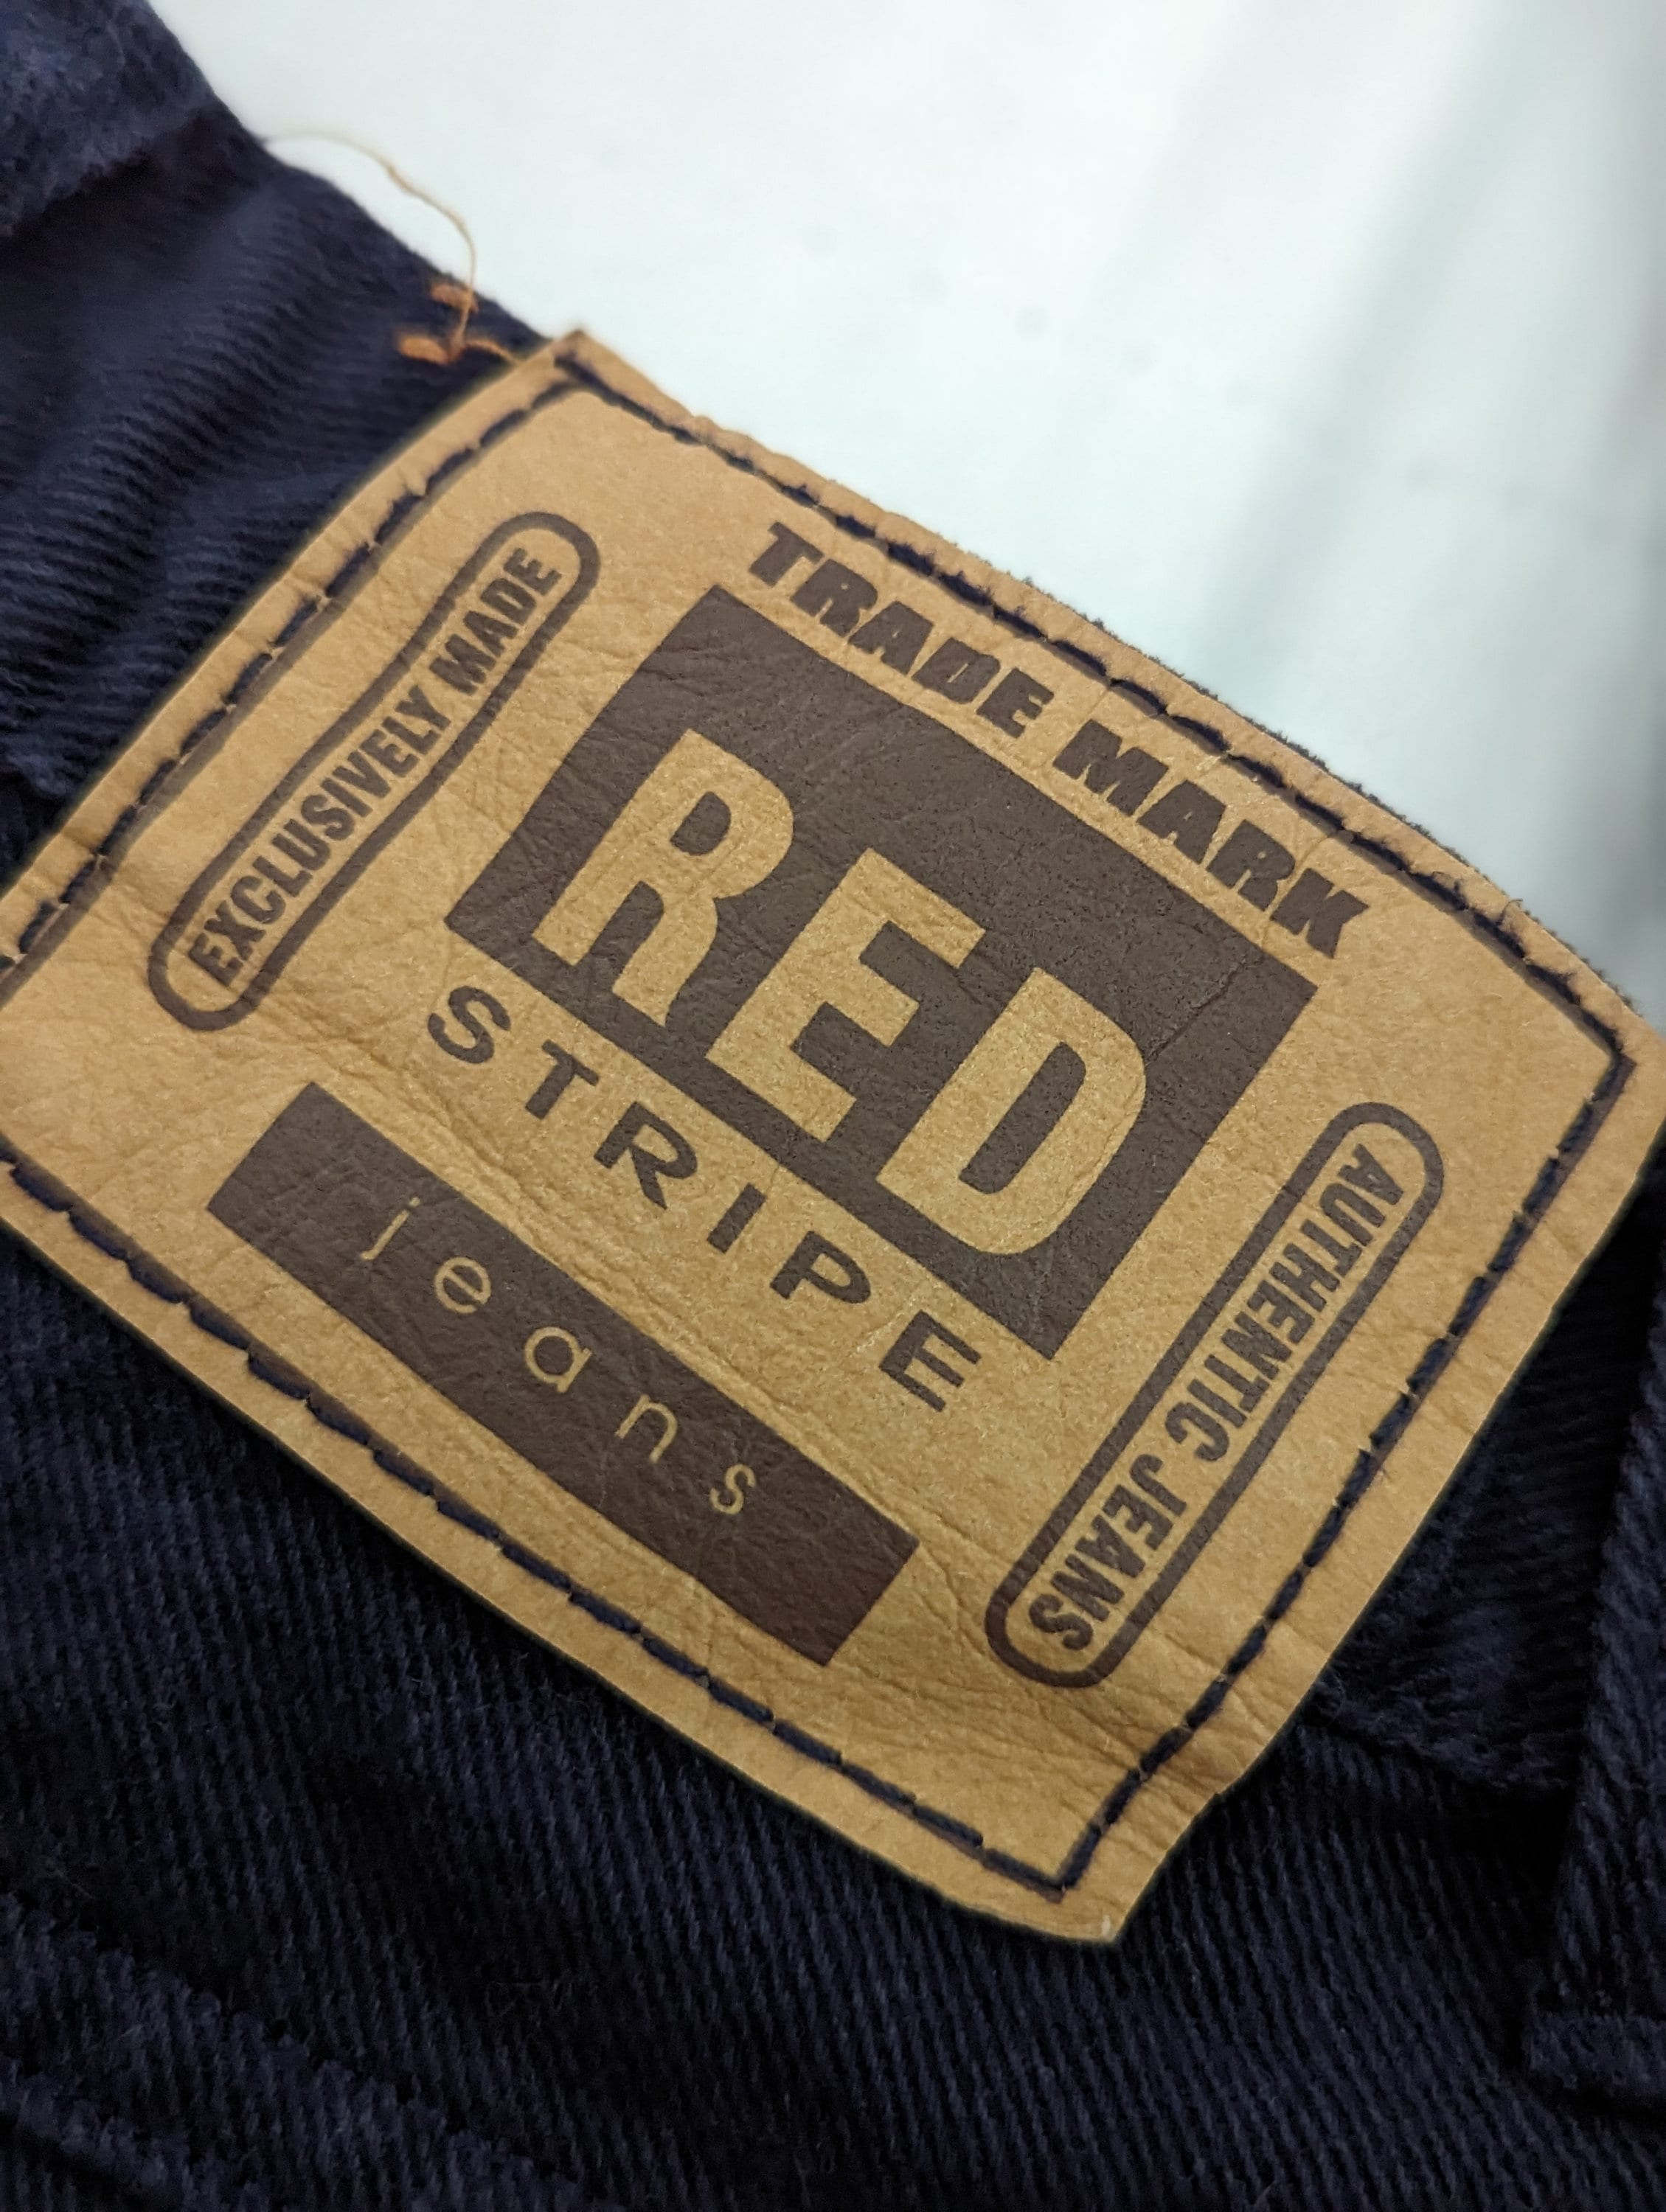 TRADE MARK
EXCLUSIVELY MADE
RED
STRIPE
jeans
AUTHENTIC JEANS